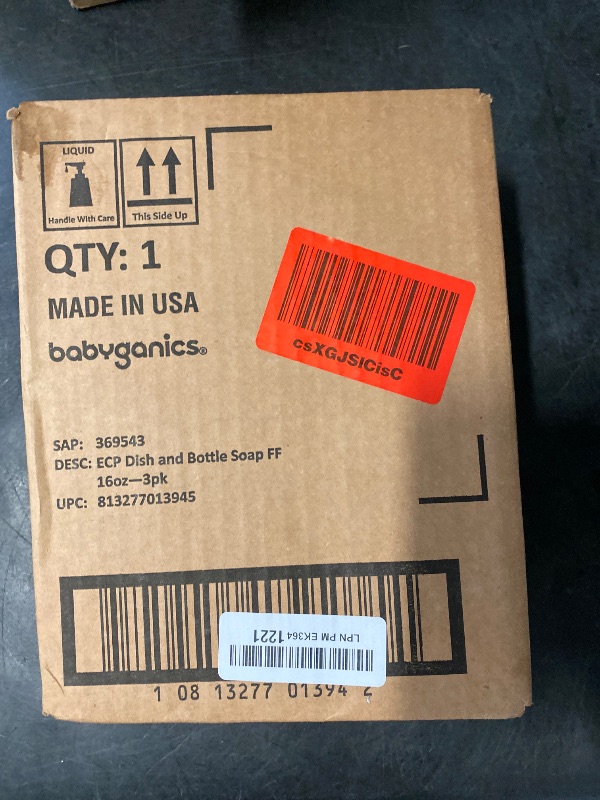 LIQUID
Handle With Care
This Side Up
QTY: 1
MADE IN USA
babyganics®
csXGJSICisC
SAP: 369543
DESC: ECP Dish and Bottle Soap FF
16oz—3pk
UPC: 813277013945
LPN PM EK364 1221
1 08 13277 01394 2